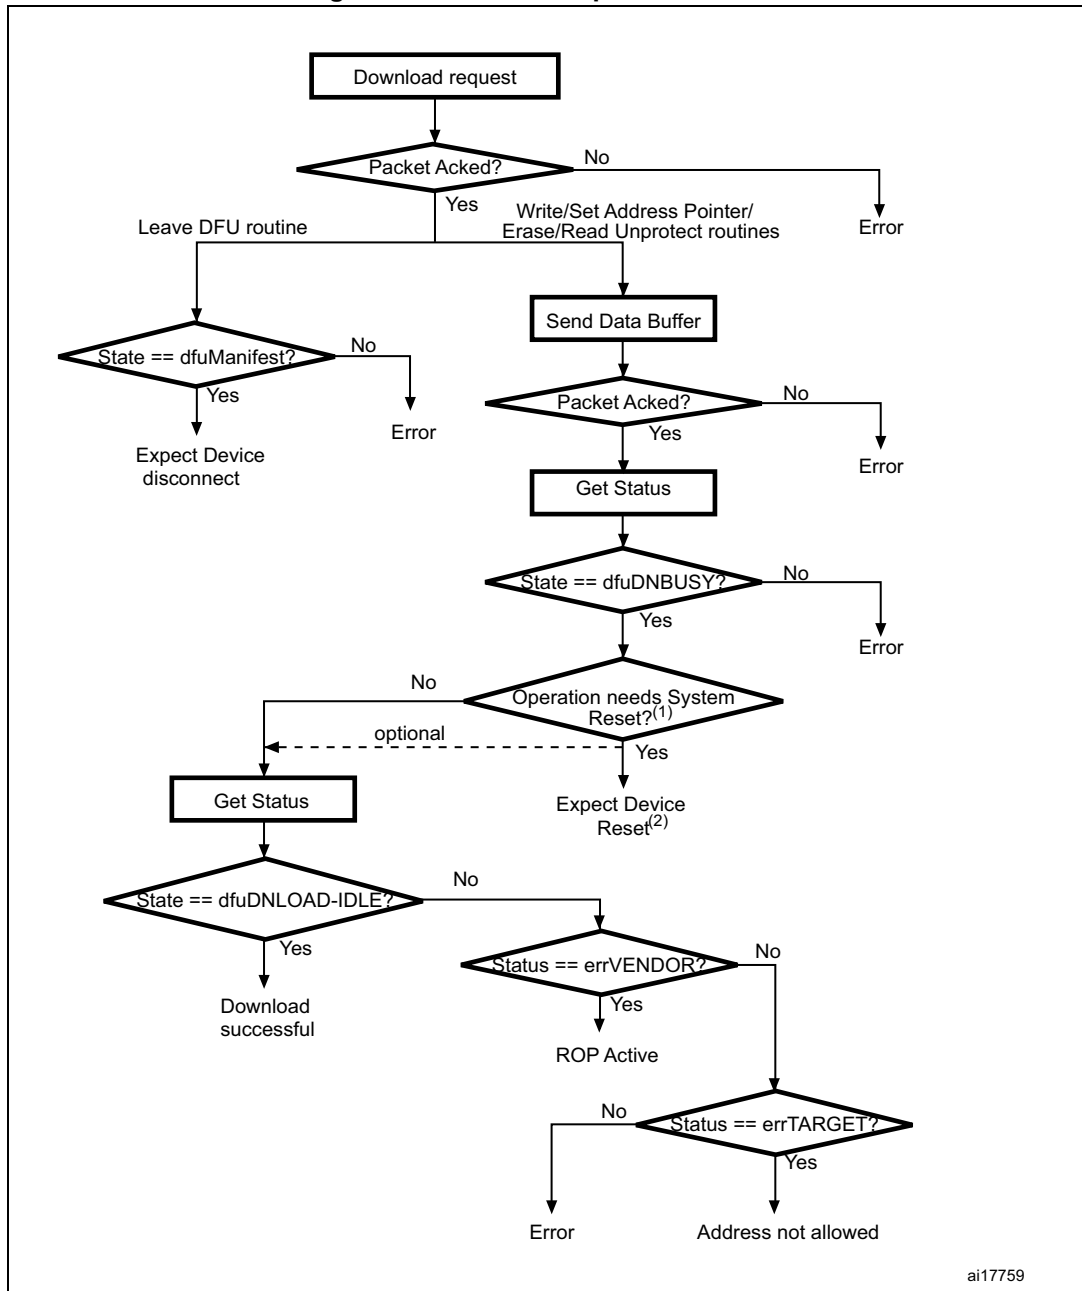 Download request
Packet Acked?
No
Yes
Error
Leave DFU routine
Write/Set Address Pointer/
Erase/Read Unprotect routines
Send Data Buffer
State == dfuManifest?
No
Yes
Error
Expect Device
disconnect
Packet Acked?
No
Yes
Error
Get Status
State == dfuDNBUSY?
No
Yes
Error
Operation needs System
Reset?(1)
No
optional
Yes
Expect Device
Reset(2)
Get Status
State == dfuDNLOAD-IDLE?
No
Yes
Download
successful
Status == errVENDOR?
No
Yes
ROP Active
Status == errTARGET?
No
Yes
Error
Address not allowed
ai17759